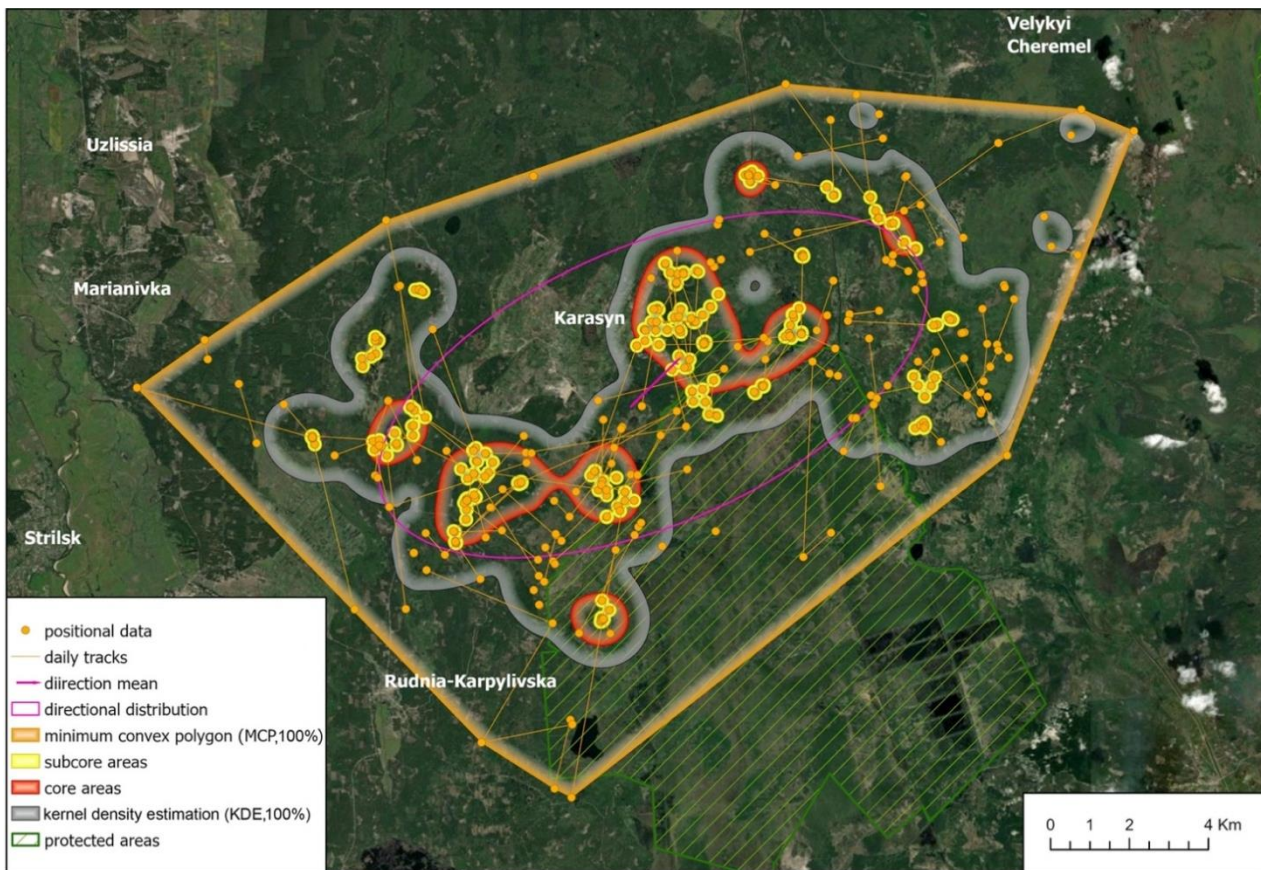 Velykyi
Cheremel
Uzlissia
Marianivka
Karasyn
Strilsk
Rudnia-Karpylivska
positional data
daily tracks
diirection mean
directional distribution
minimum convex polygon (MCP,100%)
subcore areas
core areas
kernel density estimation (KDE,100%)
protected areas
0 1 2 4 Km